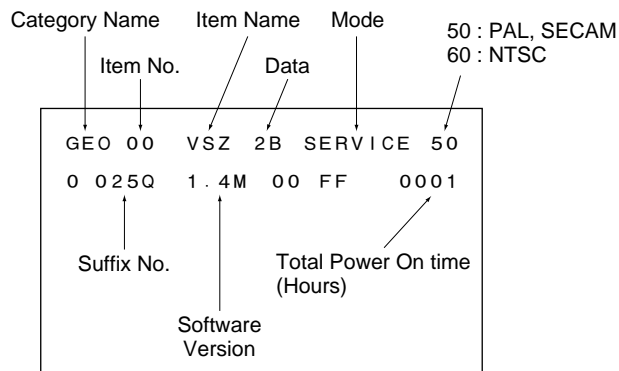 Category Name Item Name Mode
50 : PAL, SECAM
60 : NTSC
Item No. Data
GEO 00 VSZ 2B SERVICE 50
0 025Q 1.4M 00 FF 0001
Suffix No. Total Power On time
(Hours)
Software
Version